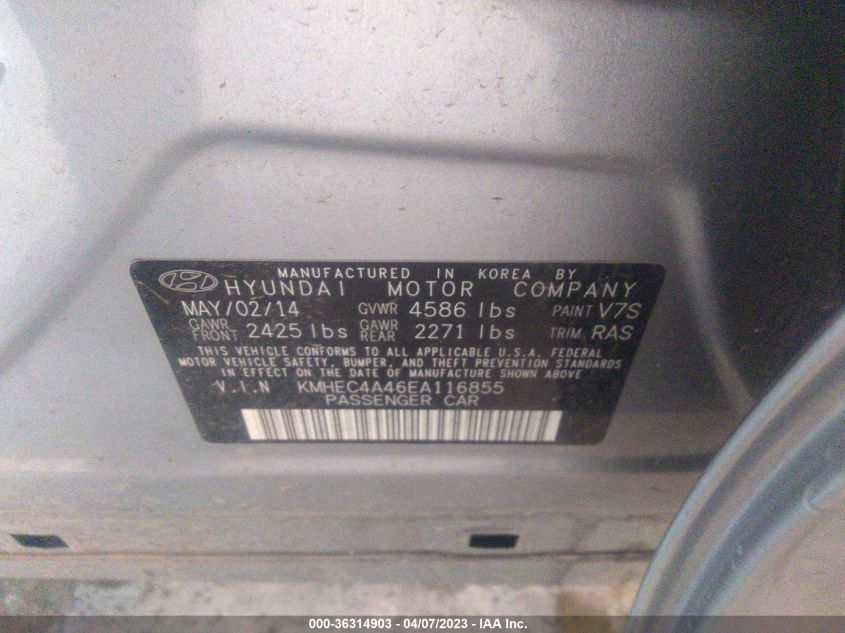 MANUFACTURED IN KOREA BY
HYUNDAI MOTOR COMPANY
MAY/02/14 GVWR 4586 lbs PAINT V7S
GAWR FRONT 2425 lbs GAWR REAR 2271 lbs TRIM RAS
THIS VEHICLE CONFORMS TO ALL APPLICABLE U.S.A. FEDERAL
MOTOR VEHICLE SAFETY, BUMPER, AND THEFT PREVENTION STANDARDS
IN EFFECT ON THE DATE OF MANUFACTURE SHOWN ABOVE
V.I.N KMHEC4A46EA116855
PASSENGER CAR
000-36314903 - 04/07/2023 - IAA Inc.